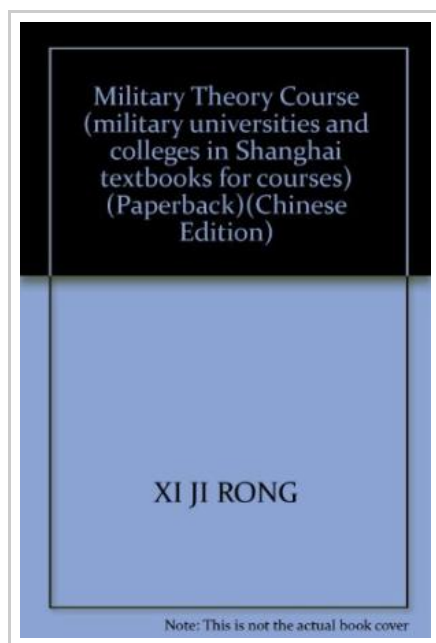 Military Theory Course
(military universities and
colleges in Shanghai
textbooks for courses)
(Paperback)(Chinese
Edition)
XI JI RONG
Note: This is not the actual book cover